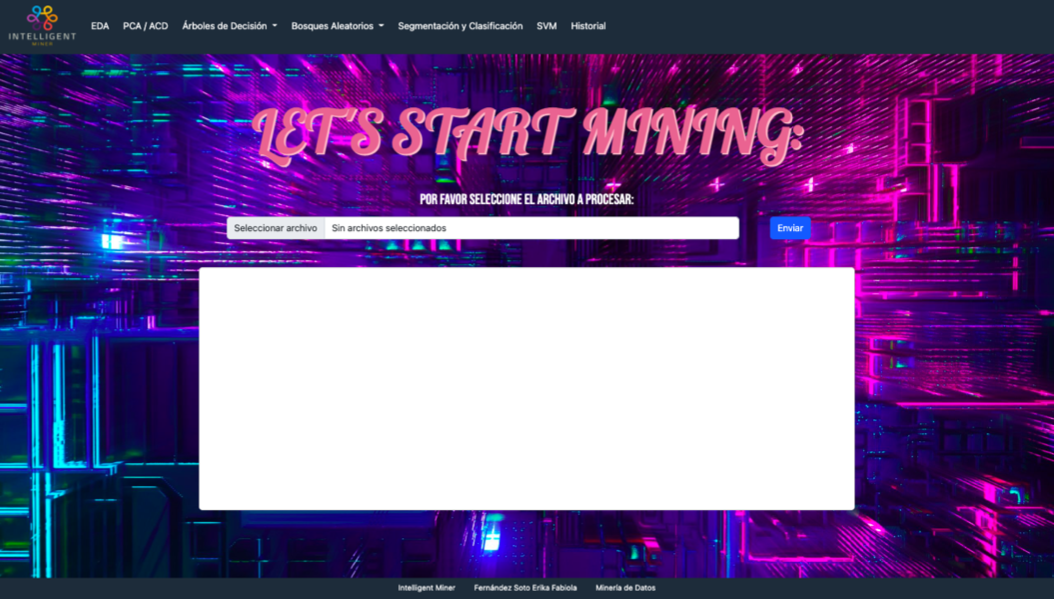 INTELLIGENT
MINER
EDA PCA / ACD Árboles de Decisión Bosques Aleatorios Segmentación y Clasificación SVM Historial
LET'S START MINING:
POR FAVOR SELECCIONE EL ARCHIVO A PROCESAR:
Seleccionar archivo Sin archivos seleccionados Enviar
Intelligent Miner Fernández Soto Erika Fabiola Minería de Datos